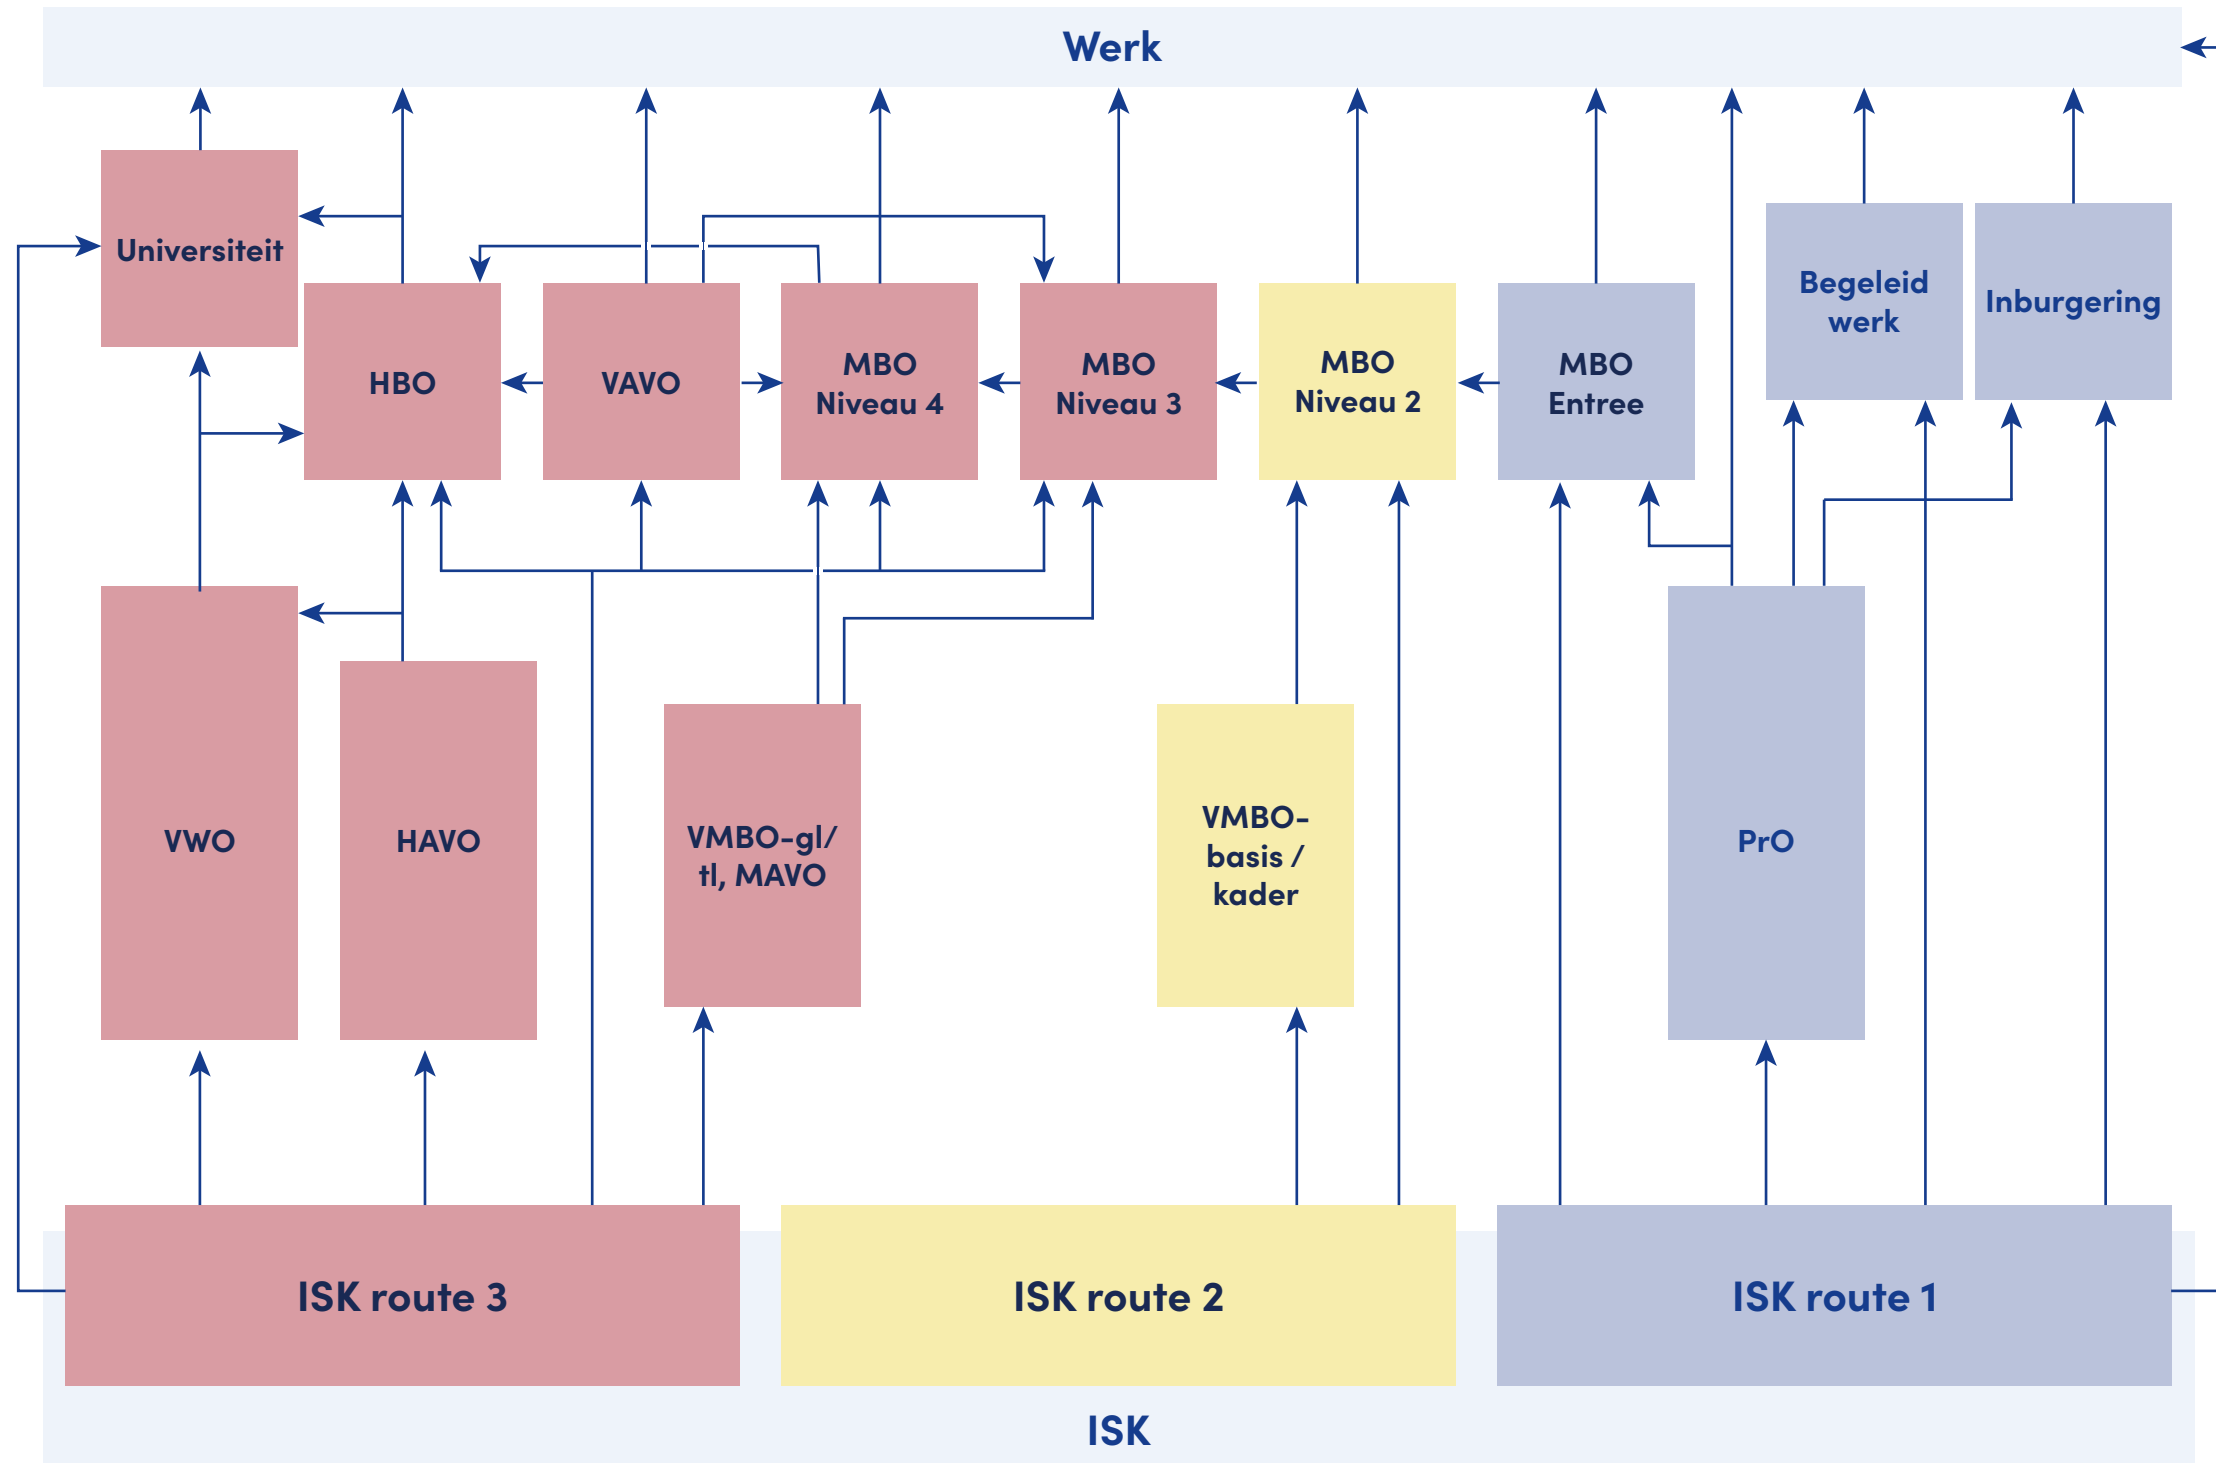 Werk
Universiteit
HBO
VAVO
MBO
Niveau 4
MBO
Niveau 3
MBO
Niveau 2
MBO
Entree
Begeleid
werk
Inburgering
VWO
HAVO
VMBO-gl/
tl, MAVO
VMBO-
basis /
kader
PrO
ISK route 3
ISK route 2
ISK route 1
ISK